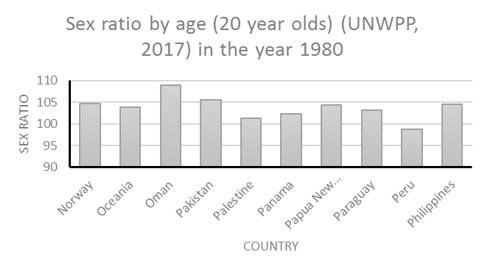 Sex ratio by age (20 year olds) (UNWPP,
2017) in the year 1980
110
105
100
95
90
SEX RATIO
Norway
Oceania
Oman
Pakistan
Palestine
Panama
Papua New...
Paraguay
Peru
Philippines
COUNTRY